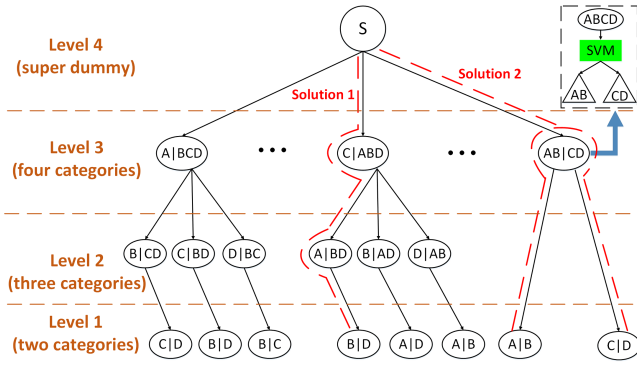 Level 4
(super dummy)
S
ABCD
SVM
AB
CD
Solution 1
Solution 2
Level 3
(four categories)
A|BCD
•••
C|ABD
•••
AB|CD
Level 2
(three categories)
B|CD
C|BD
D|BC
A|BD
B|AD
D|AB
Level 1
(two categories)
C|D
B|D
B|C
B|D
A|D
A|B
A|B
C|D